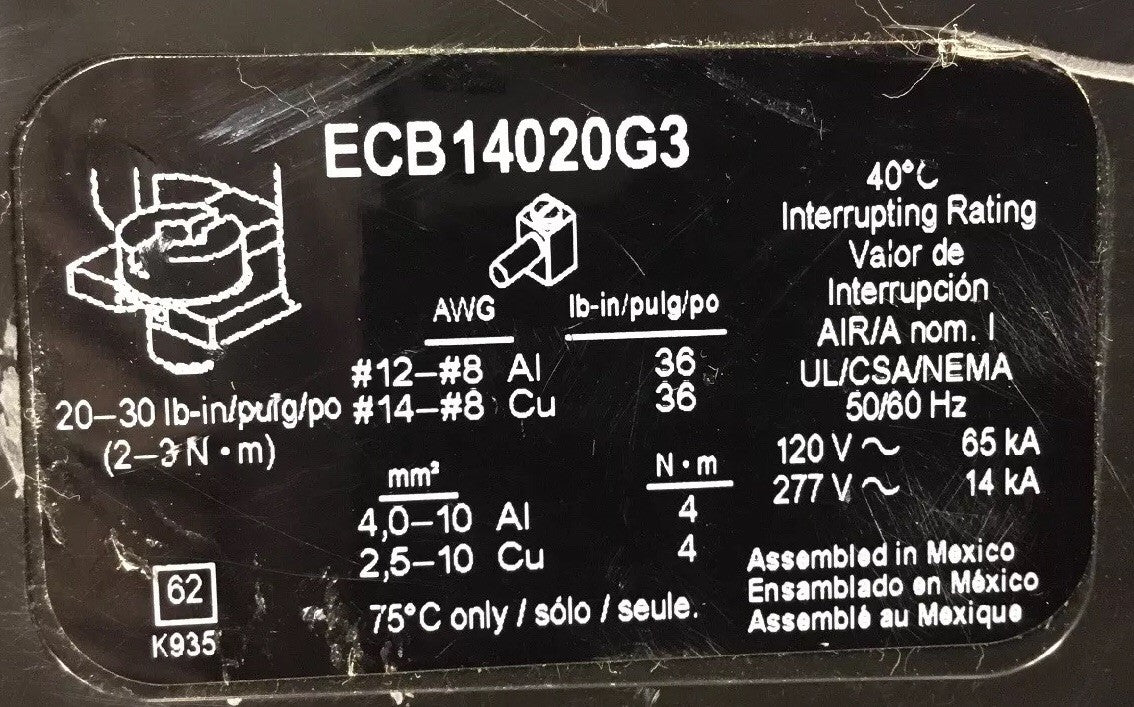 ECB14020G3
20–30 lb-in/pulg/po
(2–3 N·m)
AWG lb-in/pulg/po
#12–#8 Al 36
#14–#8 Cu 36
mm² N·m
4,0–10 Al 4
2,5–10 Cu 4
75°C only / sólo / seule.
62
K935
40°C
Interrupting Rating
Valor de
Interrupción
AIR/A nom. I
UL/CSA/NEMA
50/60 Hz
120 V ~ 65 kA
277 V ~ 14 kA
Assembled in Mexico
Ensamblado en México
Assemblé au Mexique